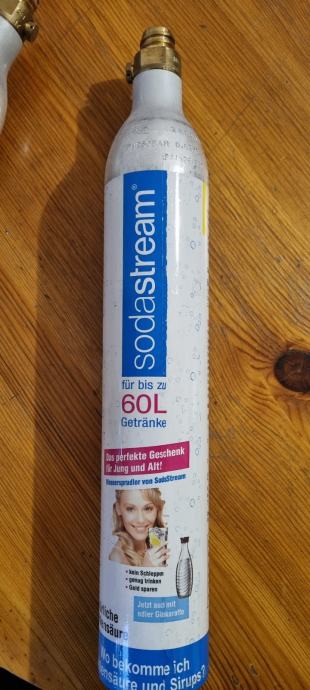 sodastream®
für bis zu
60L
Getränke
Das perfekte Geschenk
für Jung und Alt!
Wassersprudler von SodaStream
• kein Schleppen
• genug trinken
• Geld sparen
Jetzt auch mit
edler Glaskaraffe
Wo bekomme ich
und Sirups?